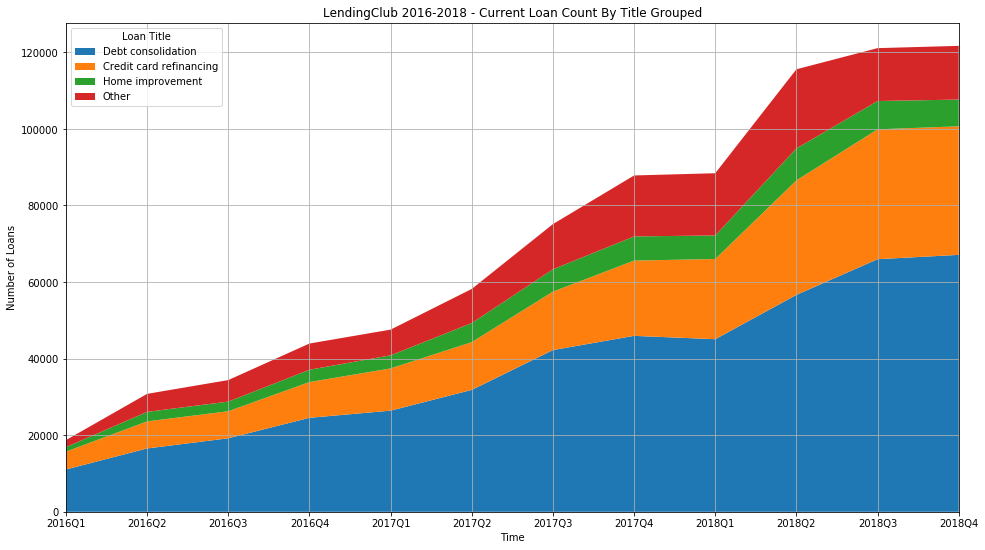 LendingClub 2016-2018 - Current Loan Count By Title Grouped
Loan Title
Debt consolidation
Credit card refinancing
Home improvement
Other
Number of Loans
120000
100000
80000
60000
40000
20000
0
2016Q1 2016Q2 2016Q3 2016Q4 2017Q1 2017Q2 2017Q3 2017Q4 2018Q1 2018Q2 2018Q3 2018Q4
Time